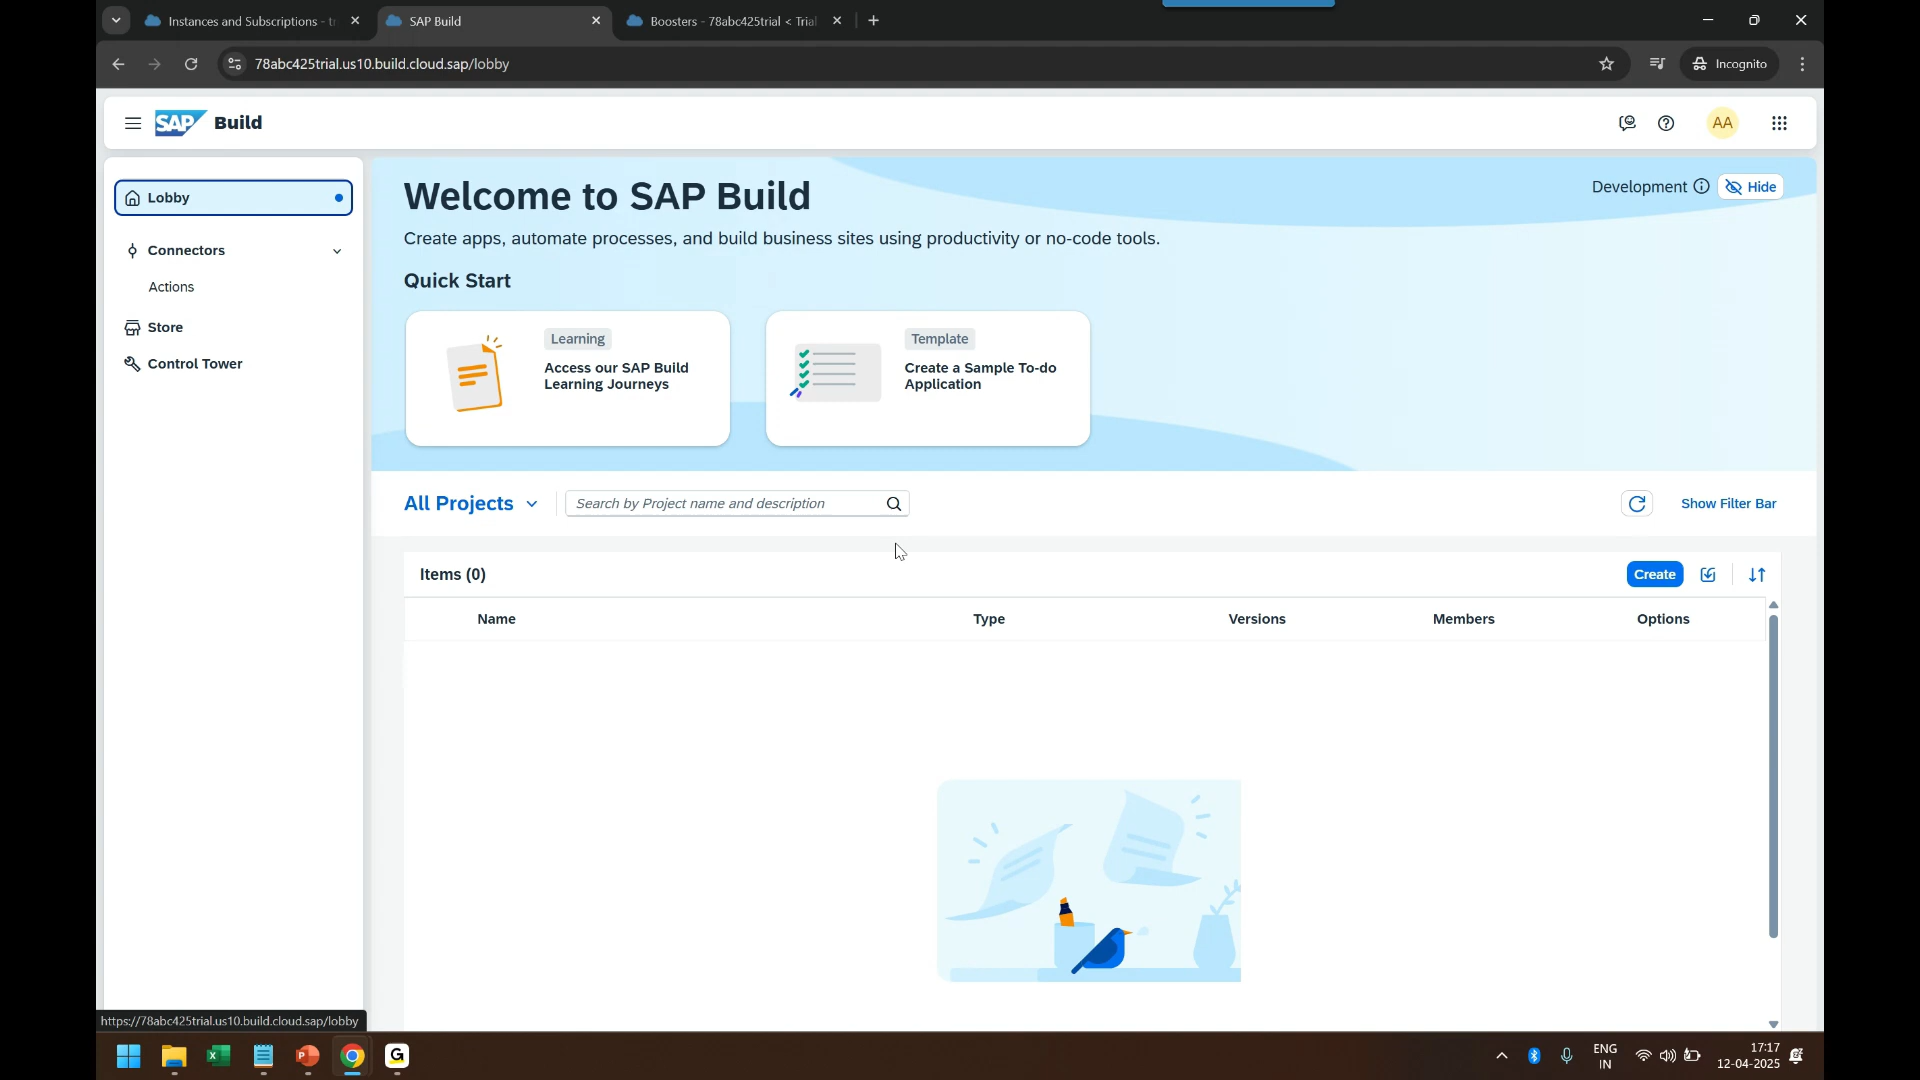 Instances and Subscriptions - tr
SAP Build
Boosters - 78abc425trial < Trial
78abc425trial.us10.build.cloud.sap/lobby
Incognito
SAP Build
AA
Lobby
Connectors
Actions
Store
Control Tower
Welcome to SAP Build
Development
Hide
Create apps, automate processes, and build business sites using productivity or no-code tools.
Quick Start
Learning
Access our SAP Build
Learning Journeys
Template
Create a Sample To-do
Application
All Projects
Search by Project name and description
Show Filter Bar
Items (0)
Create
Name
Type
Versions
Members
Options
https://78abc425trial.us10.build.cloud.sap/lobby
ENG
IN
17:17
12-04-2025